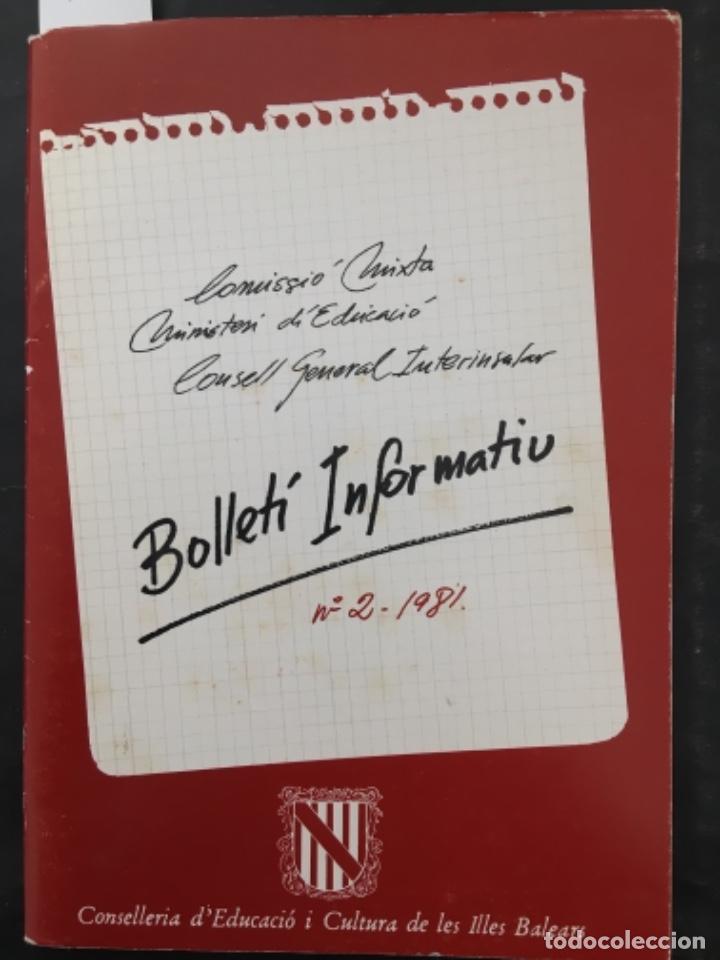 Comissió Mixta
Ministeri d'Educació
Consell General Interinsular
Bolletí Informatiu
nº 2 - 1981.
Conselleria d'Educació i Cultura de les Illes Balears
todocoleccion